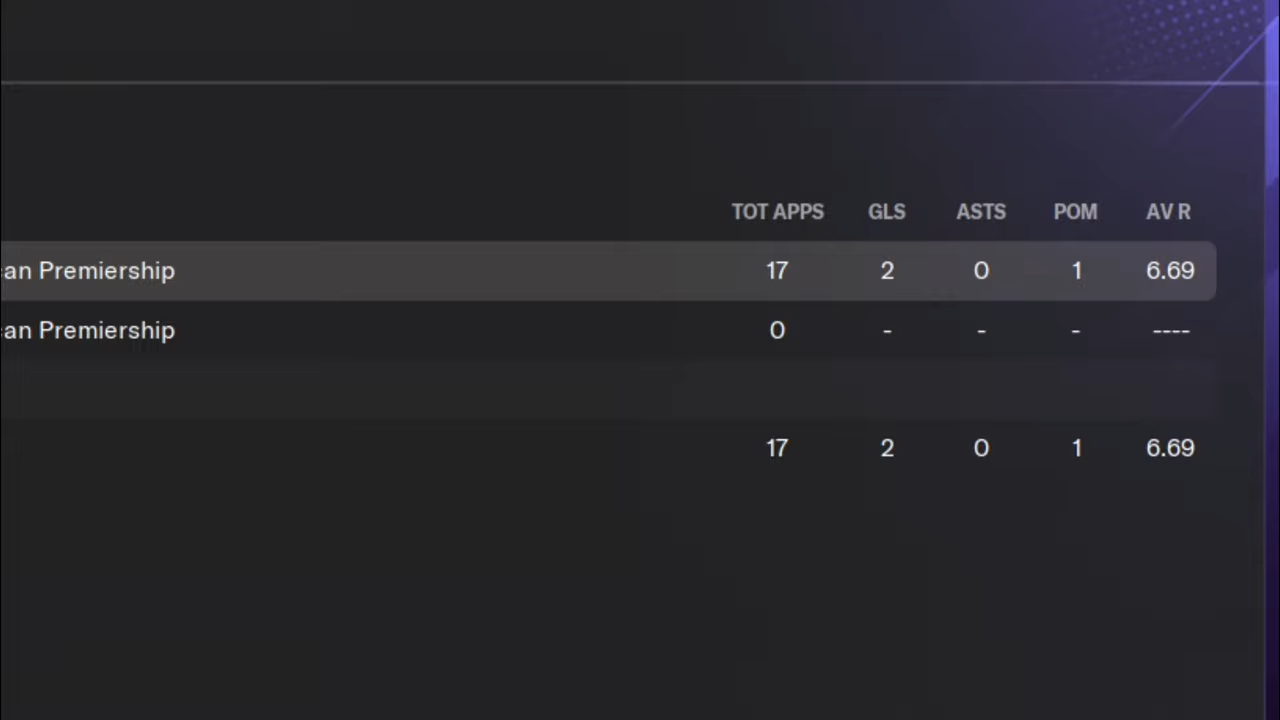 TOT APPS GLS ASTS POM AV R
an Premiership 17 2 0 1 6.69
an Premiership 0 - - - ----
17 2 0 1 6.69